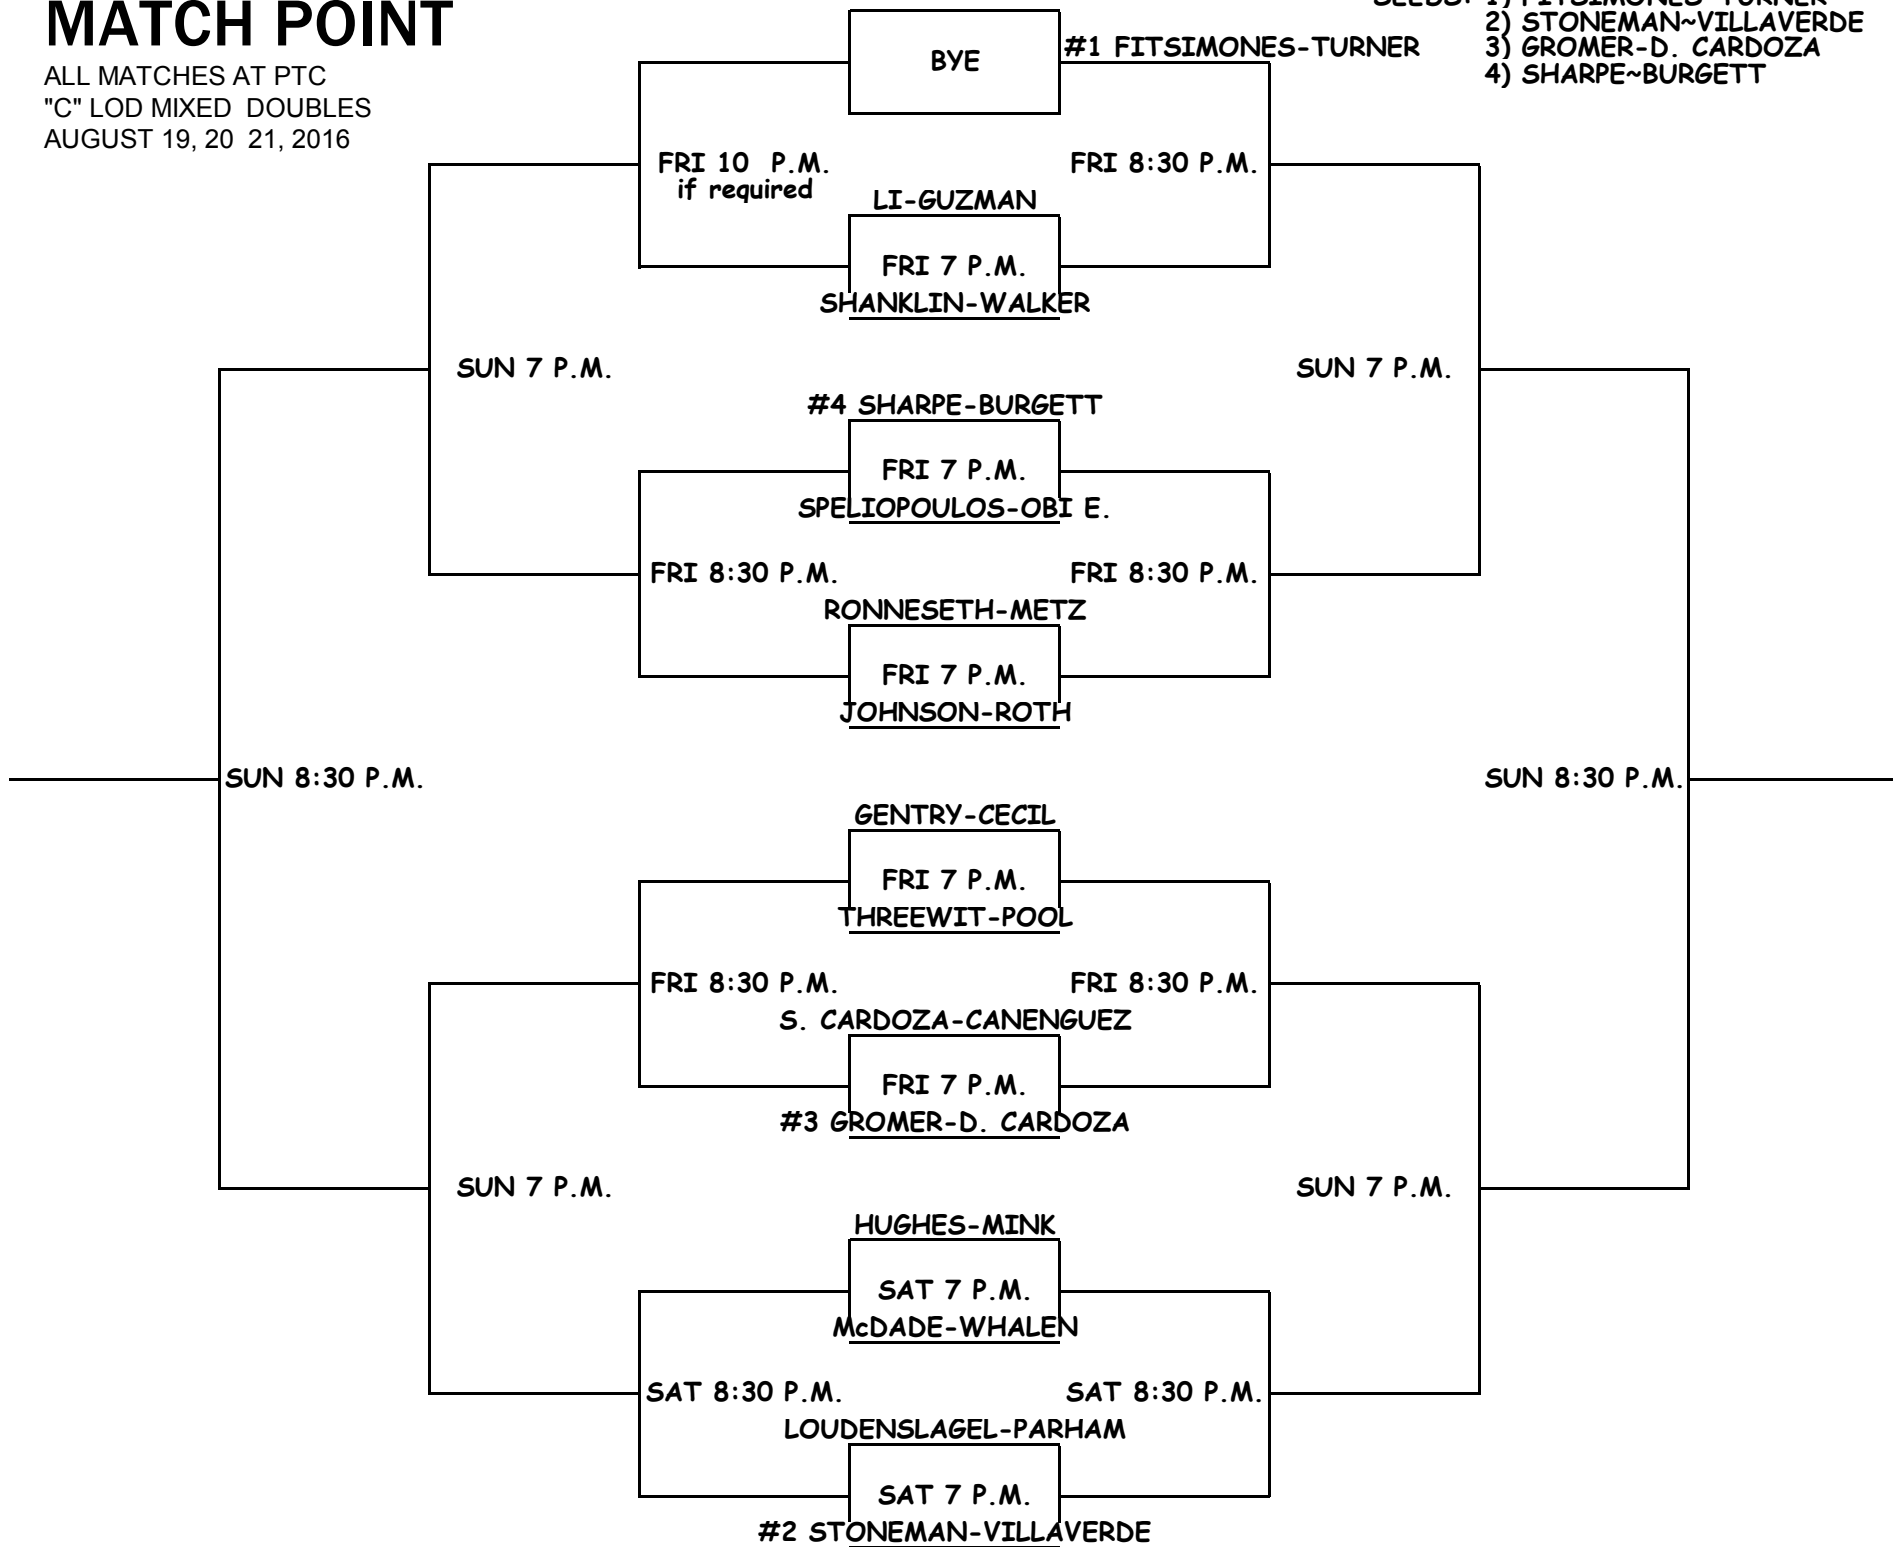 MATCH POINT
ALL MATCHES AT PTC
"C" LOD MIXED  DOUBLES
AUGUST 19, 20  21, 2016
SEEDS: 1) FITSIMONES-TURNER
2) STONEMAN~VILLAVERDE
3) GROMER-D. CARDOZA
4) SHARPE~BURGETT
BYE
#1 FITSIMONES-TURNER
FRI 10  P.M.
if required
FRI 8:30 P.M.
LI-GUZMAN
FRI 7 P.M.
SHANKLIN-WALKER
SUN 7 P.M.
SUN 7 P.M.
#4 SHARPE-BURGETT
FRI 7 P.M.
SPELIOPOULOS-OBI E.
FRI 8:30 P.M.
FRI 8:30 P.M.
RONNESETH-METZ
FRI 7 P.M.
JOHNSON-ROTH
SUN 8:30 P.M.
SUN 8:30 P.M.
GENTRY-CECIL
FRI 7 P.M.
THREEWIT-POOL
FRI 8:30 P.M.
FRI 8:30 P.M.
S. CARDOZA-CANENGUEZ
FRI 7 P.M.
#3 GROMER-D. CARDOZA
SUN 7 P.M.
SUN 7 P.M.
HUGHES-MINK
SAT 7 P.M.
McDADE-WHALEN
SAT 8:30 P.M.
SAT 8:30 P.M.
LOUDENSLAGEL-PARHAM
SAT 7 P.M.
#2 STONEMAN-VILLAVERDE